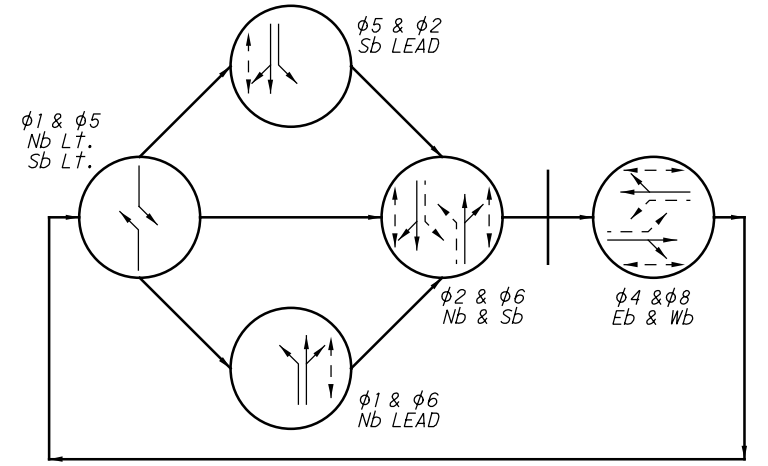 ϕ5 & ϕ2
Sb LEAD
ϕ1 & ϕ5
Nb Lt.
Sb Lt.
ϕ2 & ϕ6
Nb & Sb
ϕ4 &ϕ8
Eb & Wb
ϕ1 & ϕ6
Nb LEAD